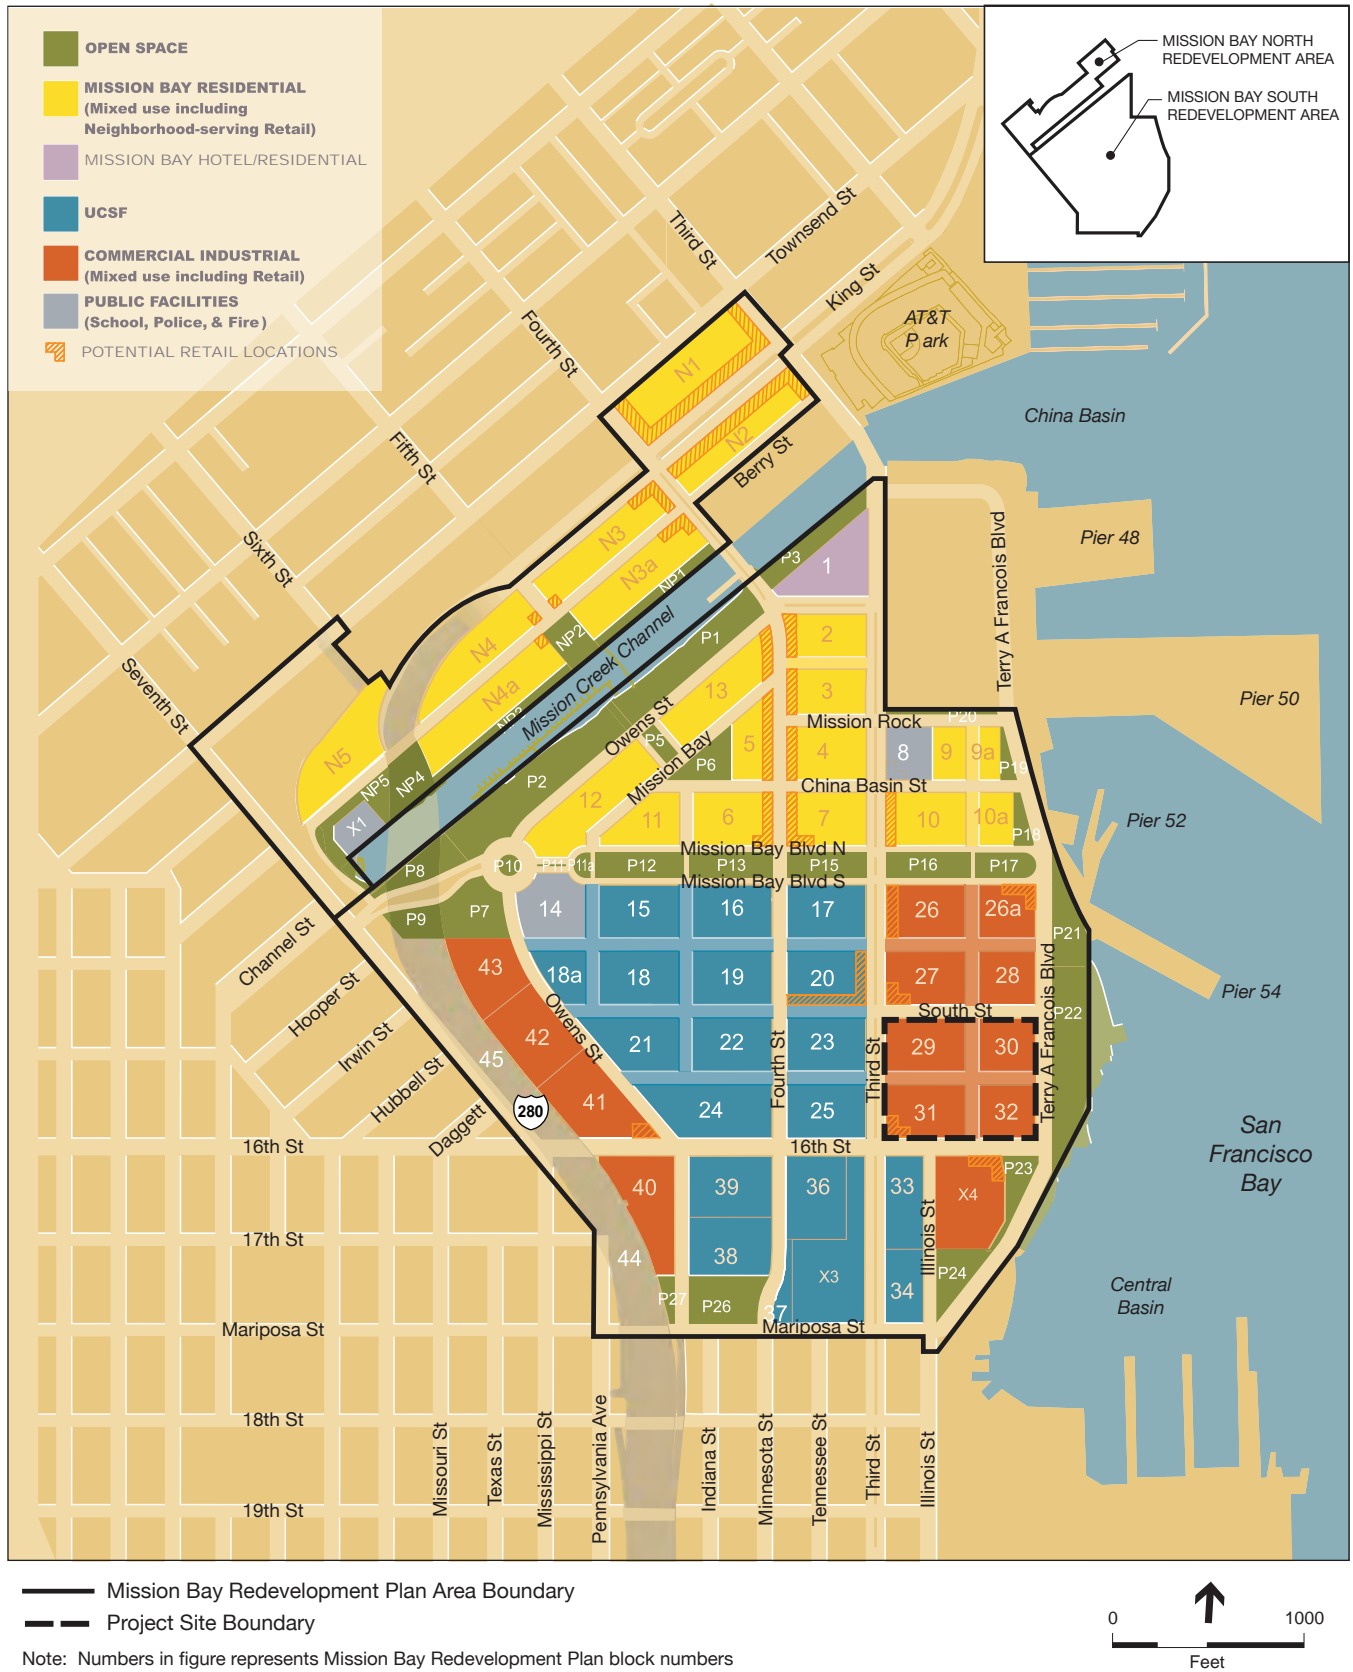 OPEN SPACE
MISSION BAY RESIDENTIAL
(Mixed use including
Neighborhood-serving Retail)
MISSION BAY HOTEL/RESIDENTIAL
UCSF
COMMERCIAL INDUSTRIAL
(Mixed use including Retail)
PUBLIC FACILITIES
(School, Police, & Fire)
POTENTIAL RETAIL LOCATIONS
MISSION BAY NORTH
REDEVELOPMENT AREA
MISSION BAY SOUTH
REDEVELOPMENT AREA
Third St
Townsend St
King St
Fourth St
AT&T
P ark
N1
China Basin
N2
Berry St
Fifth St
Sixth St
Seventh St
N3
N3a
NP1
Pier 48
P3
1
Terry A Francois Blvd
N4
NP2
P1
2
N4a
Mission Creek Channel
NP3
13
3
Pier 50
Owens St
Mission Rock
P20
N5
P5
Mission Bay
P6
5
4
8
9
9a
P19
NP5
NP4
P2
12
China Basin St
X1
11
6
7
10
10a
P18
Pier 52
Mission Bay Blvd N
P8
P10
P11
P11a
P12
P13
P15
P16
P17
Mission Bay Blvd S
P9
P7
14
15
16
17
26
26a
P21
Channel St
43
18a
18
19
20
27
28
Pier 54
Hooper St
Owens St
South St
P22
Irwin St
45
42
21
22
Fourth St
23
Third St
29
30
Terry A Francois Blvd
Hubbell St
Daggett
280
41
24
25
31
32
16th St
16th St
San
Francisco
Bay
40
39
36
33
X4
P23
Illinois St
17th St
44
38
X3
34
P24
Central
Basin
P27
P26
37
Mariposa St
Mariposa St
18th St
Missouri St
Texas St
Mississippi St
Pennsylvania Ave
Indiana St
Minnesota St
Tennessee St
Third St
Illinois St
19th St
Mission Bay Redevelopment Plan Area Boundary
Project Site Boundary
0
1000
Feet
Note: Numbers in figure represents Mission Bay Redevelopment Plan block numbers